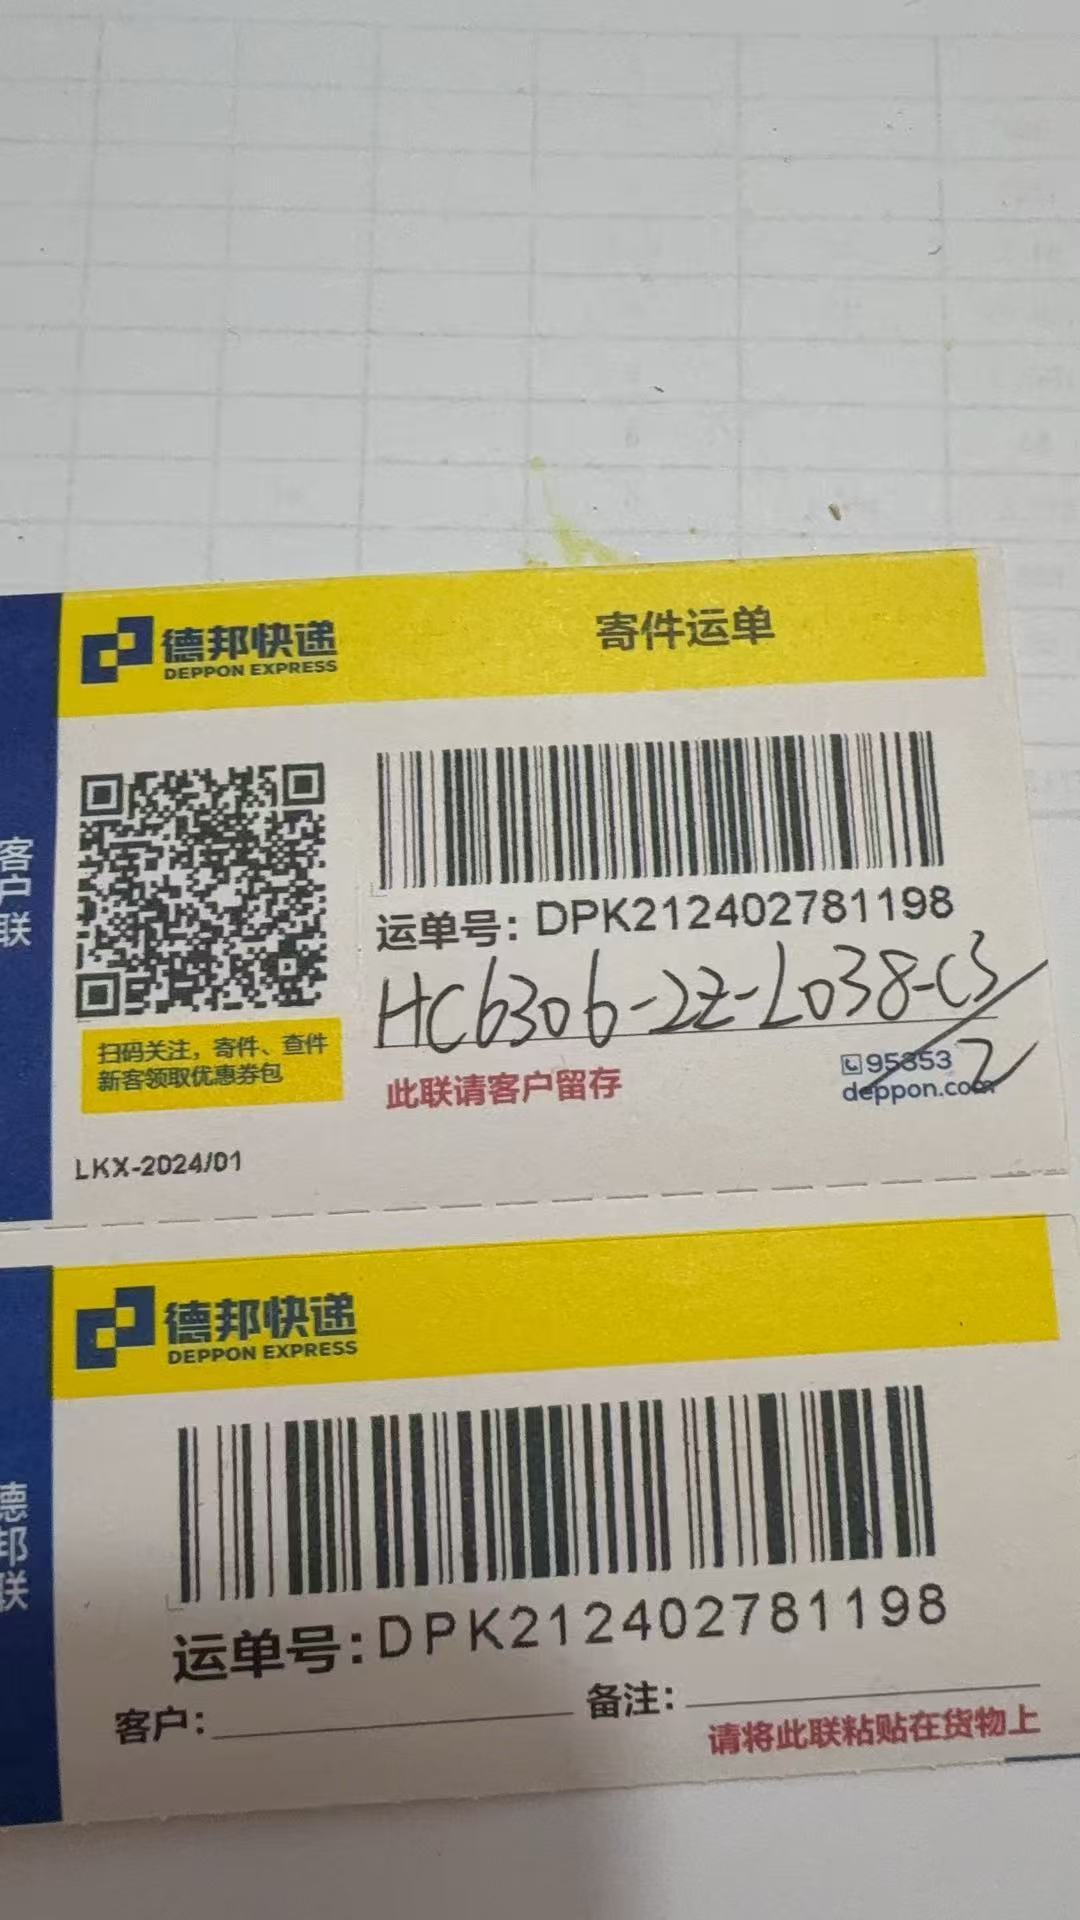 客户联
德邦快递
DEPPON EXPRESS
寄件运单
运单号: DPK212402781198
HC6306-2Z-L038-C3/2
扫码关注，寄件、查件
新客领取优惠券包
此联请客户留存
95353
deppon.com
LKX-2024/01
德邦联
德邦快递
DEPPON EXPRESS
运单号:DPK212402781198
客户:
备注:
请将此联粘贴在货物上